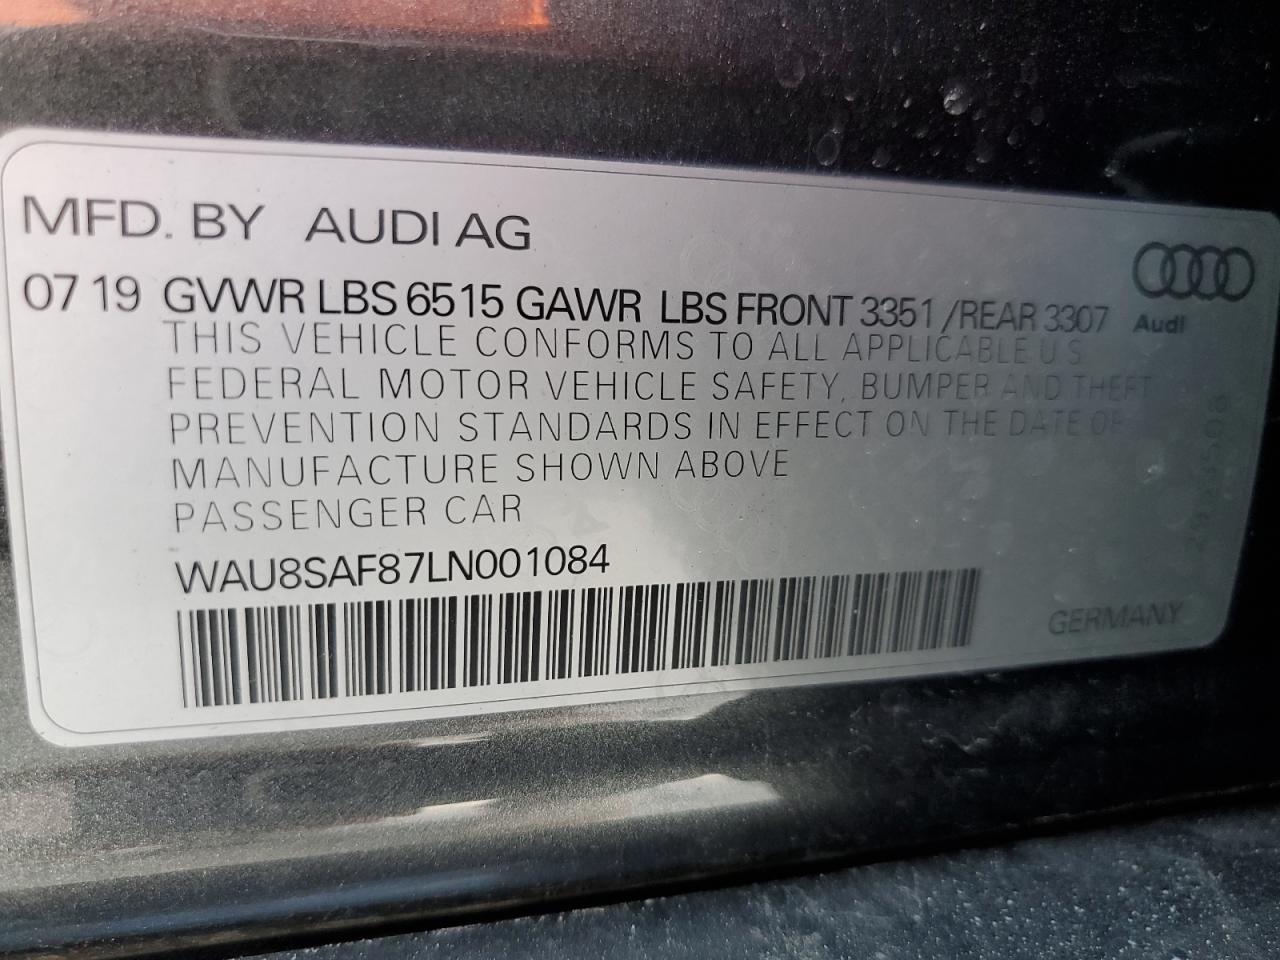 MFD. BY AUDI AG
07 19 GVWR LBS 6515 GAWR LBS FRONT 3351 /REAR 3307
Audi
THIS VEHICLE CONFORMS TO ALL APPLICABLE U S
FEDERAL MOTOR VEHICLE SAFETY, BUMPER AND THEFT
PREVENTION STANDARDS IN EFFECT ON THE DATE OF
MANUFACTURE SHOWN ABOVE
PASSENGER CAR
WAU8SAF87LN001084
GERMANY